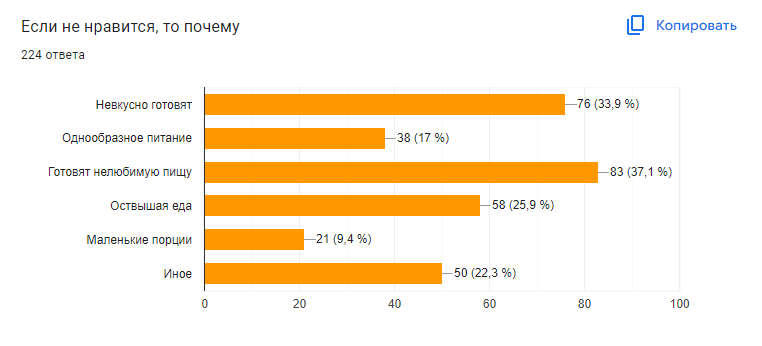 Если не нравится, то почему
Копировать
224 ответа
Невкусно готовят 76 (33,9 %)
Однообразное питание 38 (17 %)
Готовят нелюбимую пищу 83 (37,1 %)
Оствышая еда 58 (25,9 %)
Маленькие порции 21 (9,4 %)
Иное 50 (22,3 %)
0 20 40 60 80 100